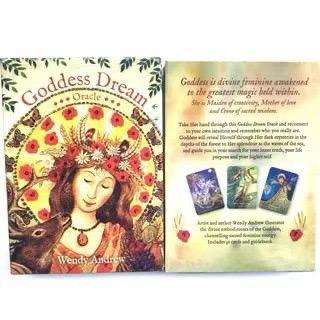 Goddess Dream
Oracle
Wendy Andrew
Goddess is divine feminine awakened
to the greatest magic held within.
She is Maiden of creativity, Mother of love
and Crone of sacred wisdom.
Take Her hand through this Goddess Dream Oracle and reconnect
to your own intuition and remember who you really are.
Goddess will reveal Herself through Her dark mysteries in the
depths of the forest to Her splendour as the waves of the sea,
and guide you in your search for your inner truth, your life
purpose and your higher self.
Artist and author Wendy Andrew illustrates
the divine embodiments of the Goddess,
channelling sacred feminine energy.
Includes cards and guidebook.